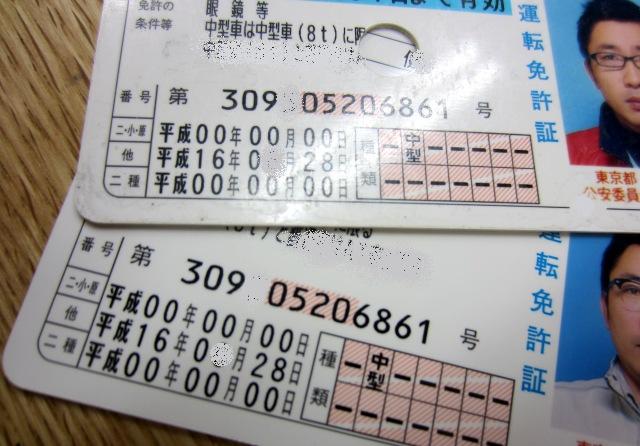 免許の
条件等
眼鏡等
中型車は中型車(8t)に限
まで有効
運転免許証
番号 第 309 05206861 号
二・小・原 平成00年00月00日
他 平成16年 月28日
二種 平成00年00月00日
種類 中型
東京都
公安委員
運転免許証
番号 第 309 05206861 号
二・小・原 平成00年00月00日
他 平成16年0 月28日
二種 平成00年00月00日
種類 中型